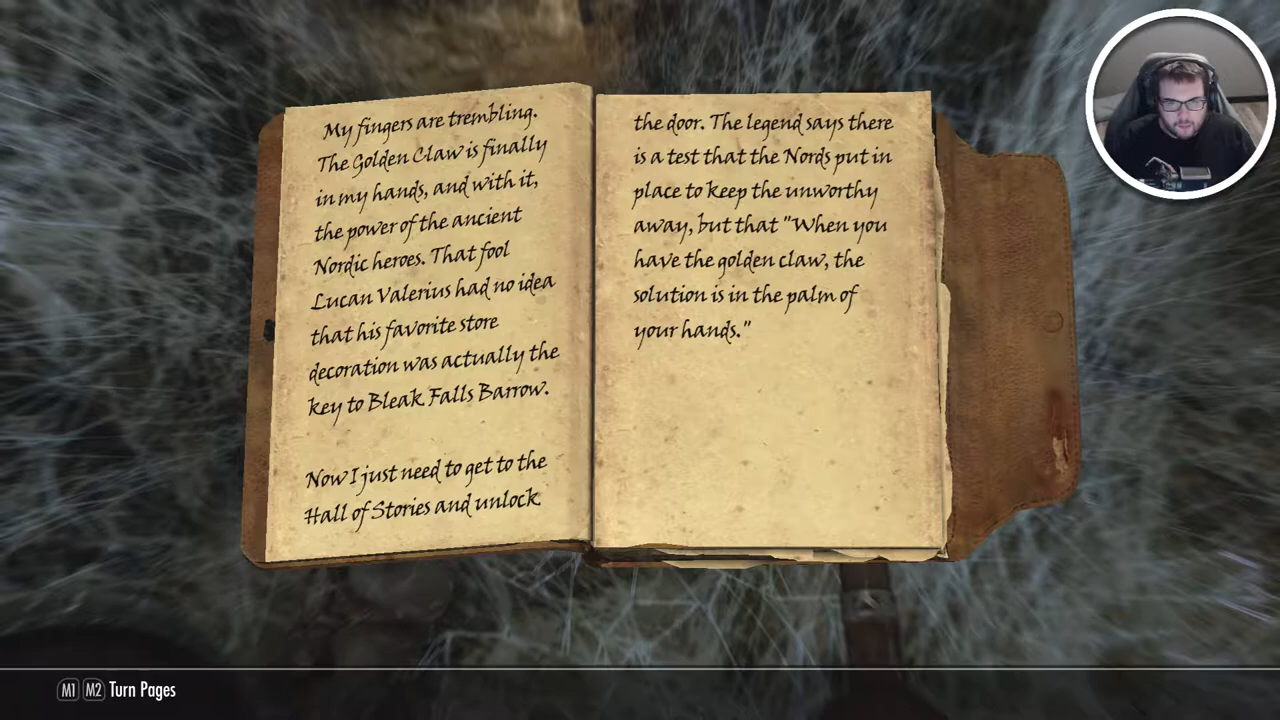 My fingers are trembling.
The Golden Claw is finally
in my hands, and with it,
the power of the ancient
Nordic heroes. That fool
Lucan Valerius had no idea
that his favorite store
decoration was actually the
key to Bleak Falls Barrow.
Now I just need to get to the
Hall of Stories and unlock
the door. The legend says there
is a test that the Nords put in
place to keep the unworthy
away, but that "When you
have the golden claw, the
solution is in the palm of
your hands."
M1 M2 Turn Pages